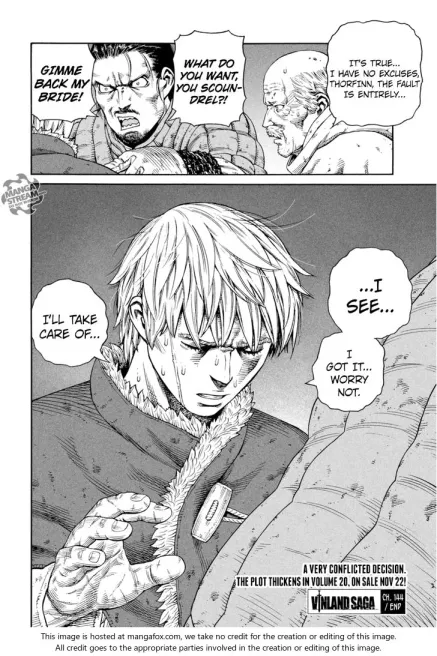 GIMME
BACK MY
BRIDE!
WHAT DO
YOU WANT,
YOU SCOUN-
DREL?!
IT'S TRUE...
I HAVE NO EXCUSES,
THORFINN, THE FAULT
IS ENTIRELY...
MANGA
STREAM
...I
SEE...
I'LL TAKE
CARE OF...
I
GOT IT...
WORRY
NOT.
A VERY CONFLICTED DECISION.
THE PLOT THICKENS IN VOLUME 20, ON SALE NOV 22!
VINLAND SAGA
CH. 144
/ END
This image is hosted at mangafox.com, we take no credit for the creation or editing of this image.
All credit goes to the appropriate parties involved in the creation or editing of this image.